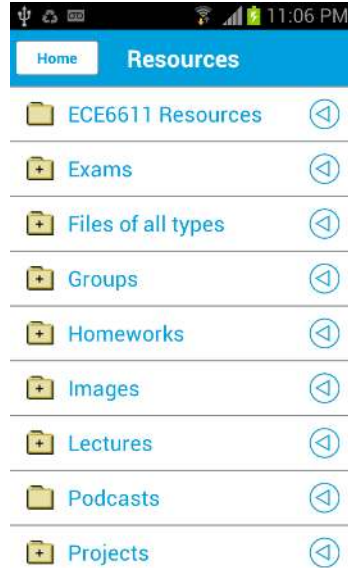 11:06 PM
Home
Resources
ECE6611 Resources
Exams
Files of all types
Groups
Homeworks
Images
Lectures
Podcasts
Projects